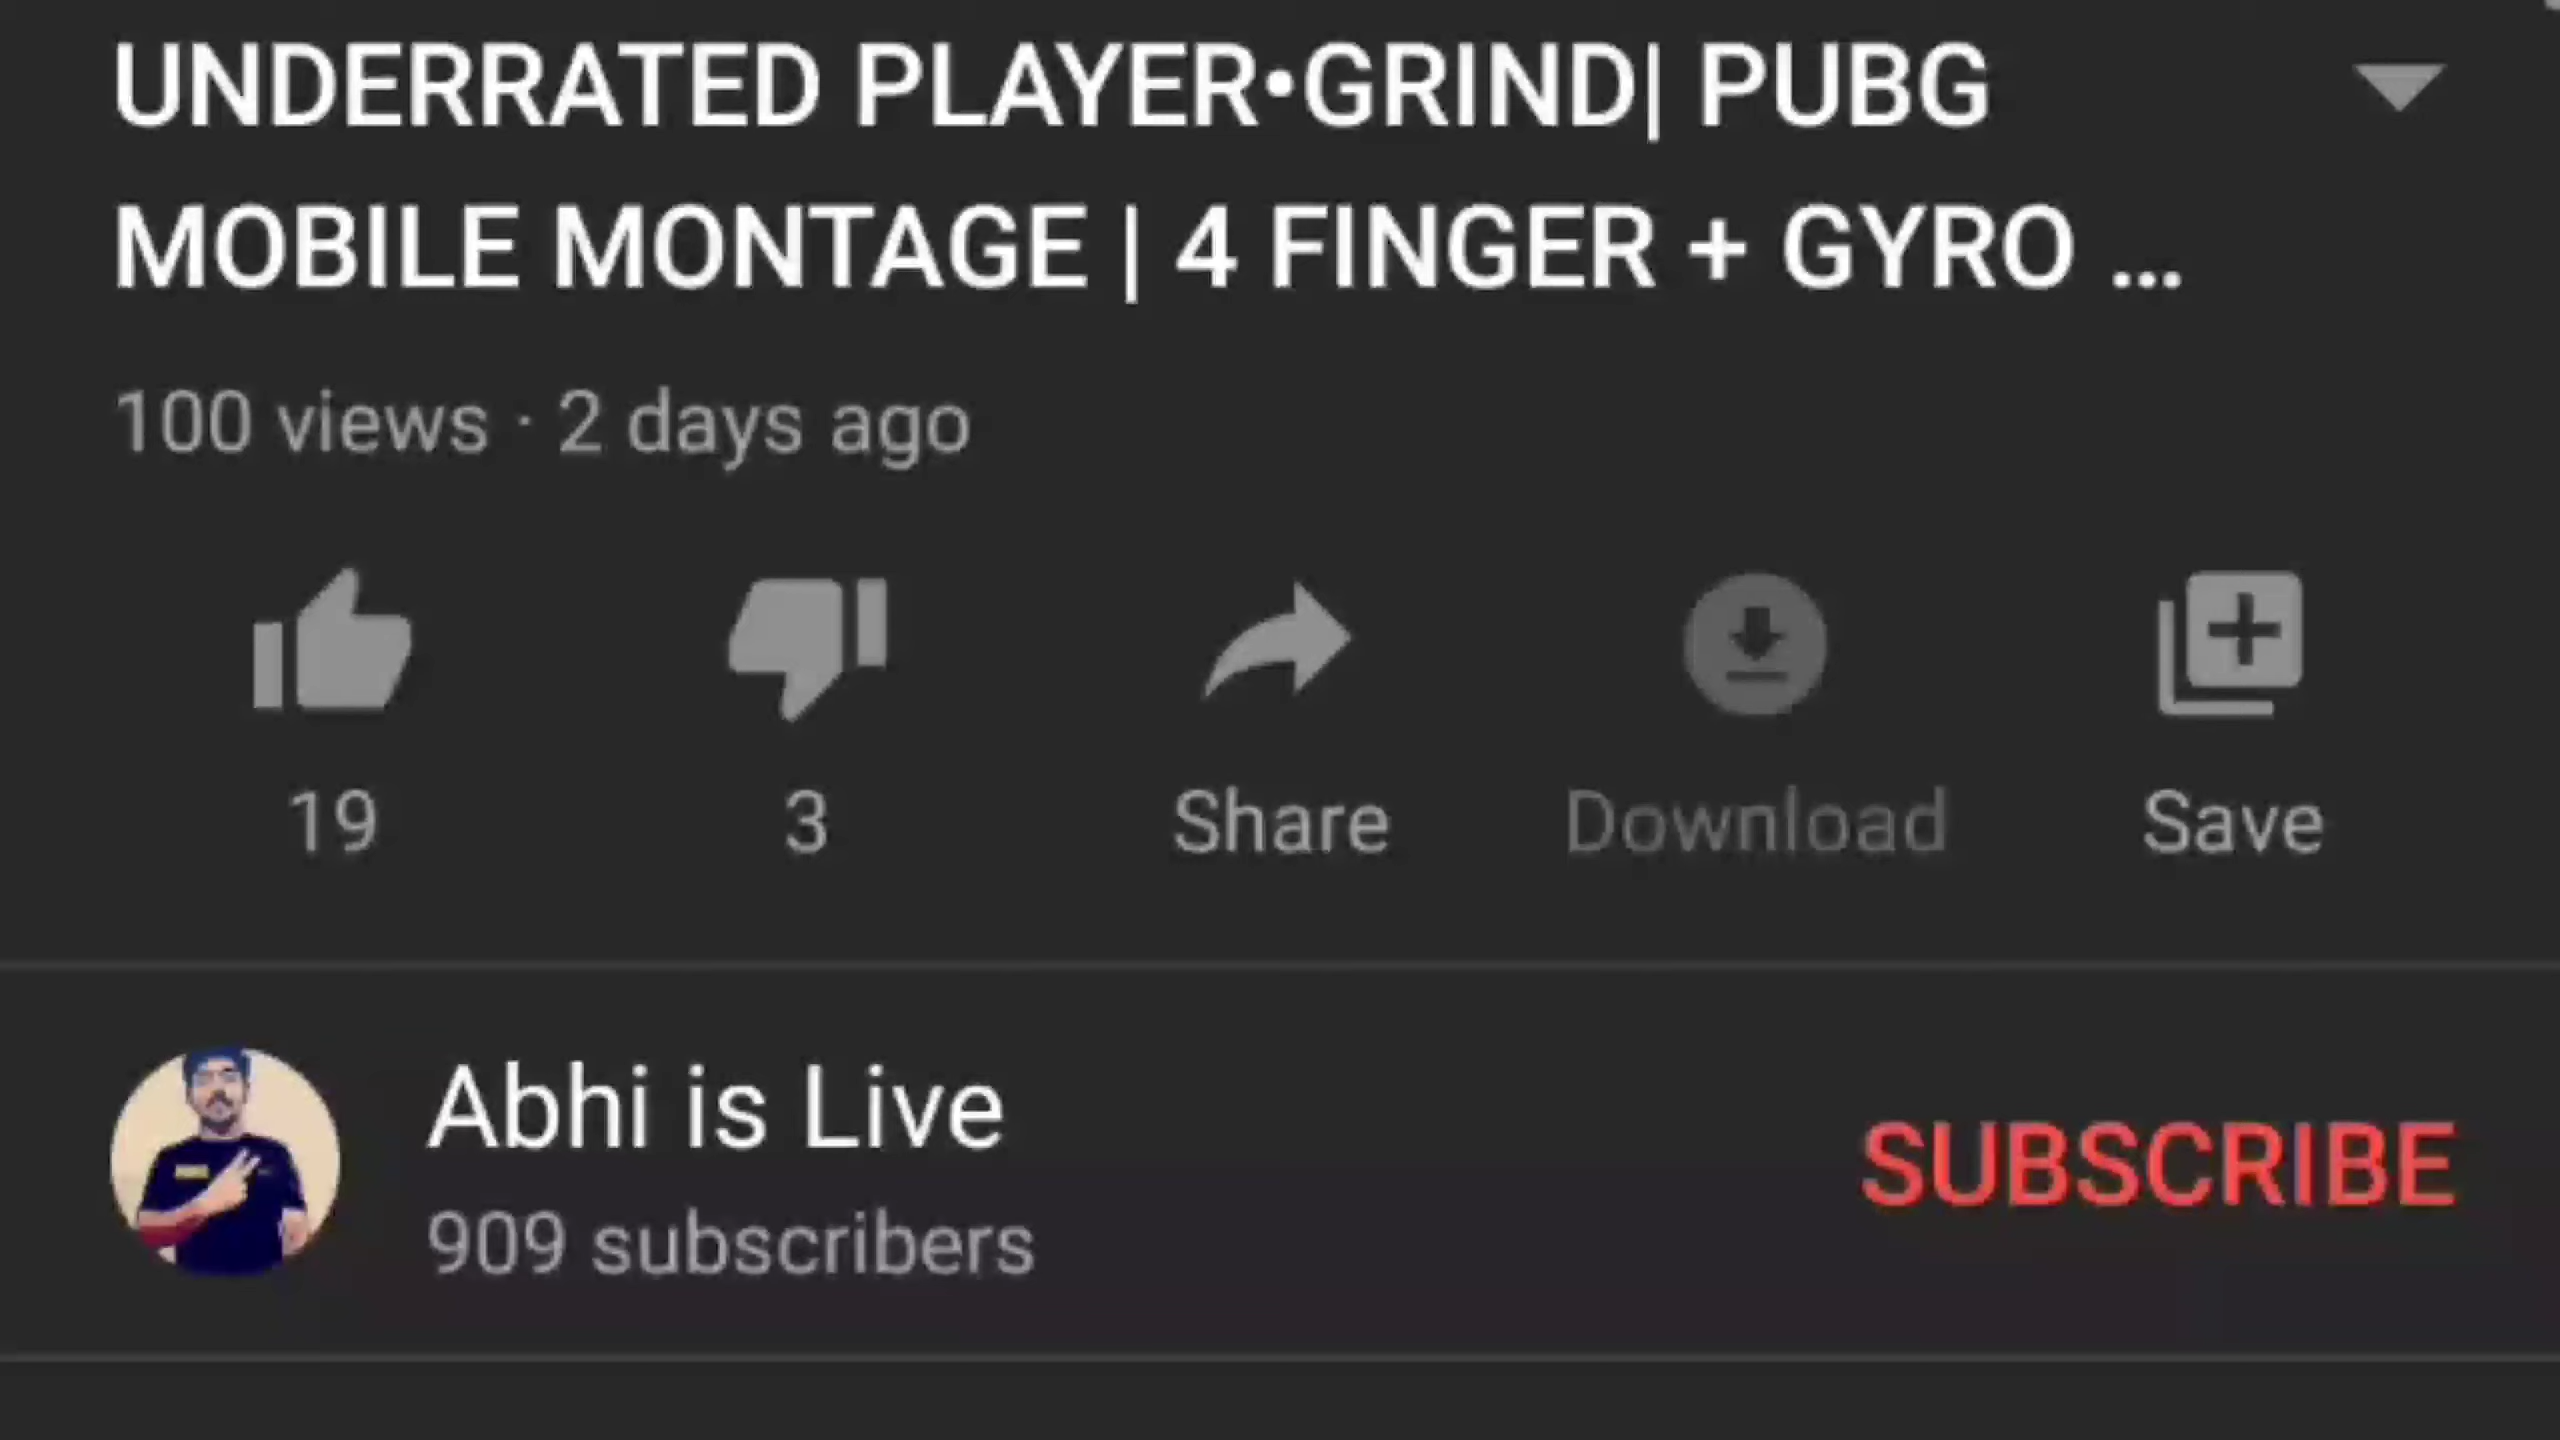 UNDERRATED PLAYER•GRIND| PUBG
MOBILE MONTAGE | 4 FINGER + GYRO ...
100 views · 2 days ago
19
3
Share
Download
Save
Abhi is Live
SUBSCRIBE
909 subscribers